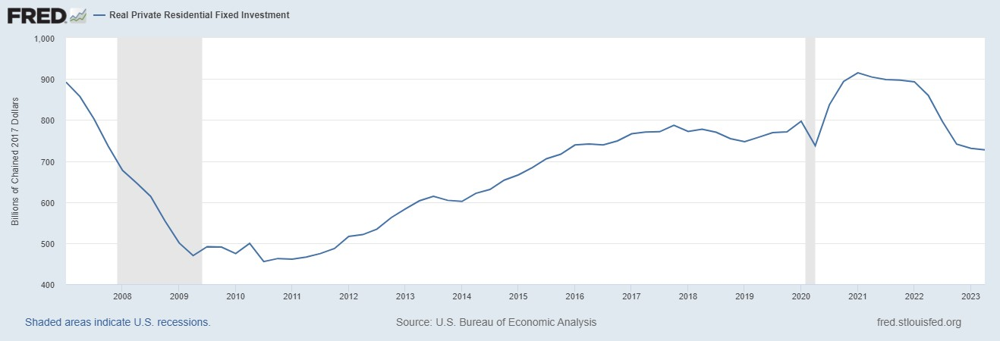 FRED Real Private Residential Fixed Investment
1,000
900
800
700
600
500
400
Billions of Chained 2017 Dollars
2008 2009 2010 2011 2012 2013 2014 2015 2016 2017 2018 2019 2020 2021 2022 2023
Shaded areas indicate U.S. recessions. Source: U.S. Bureau of Economic Analysis fred.stlouisfed.org